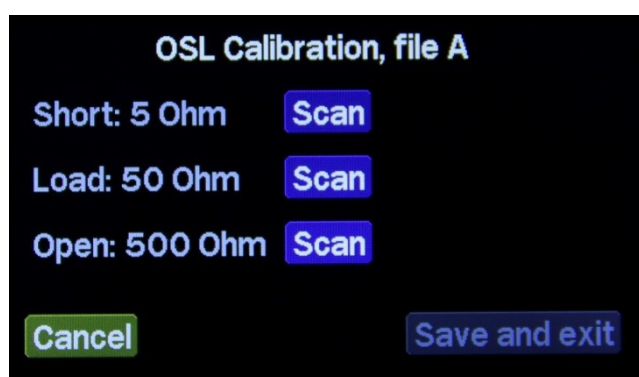 OSL Calibration, file A
Short: 5 Ohm Scan
Load: 50 Ohm Scan
Open: 500 Ohm Scan
Cancel Save and exit